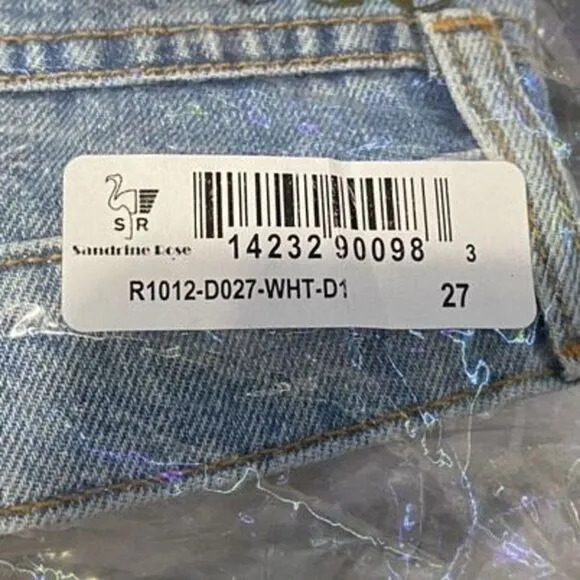 SR
Sandrine Rose
14232 90098 3
R1012-D027-WHT-D1
27